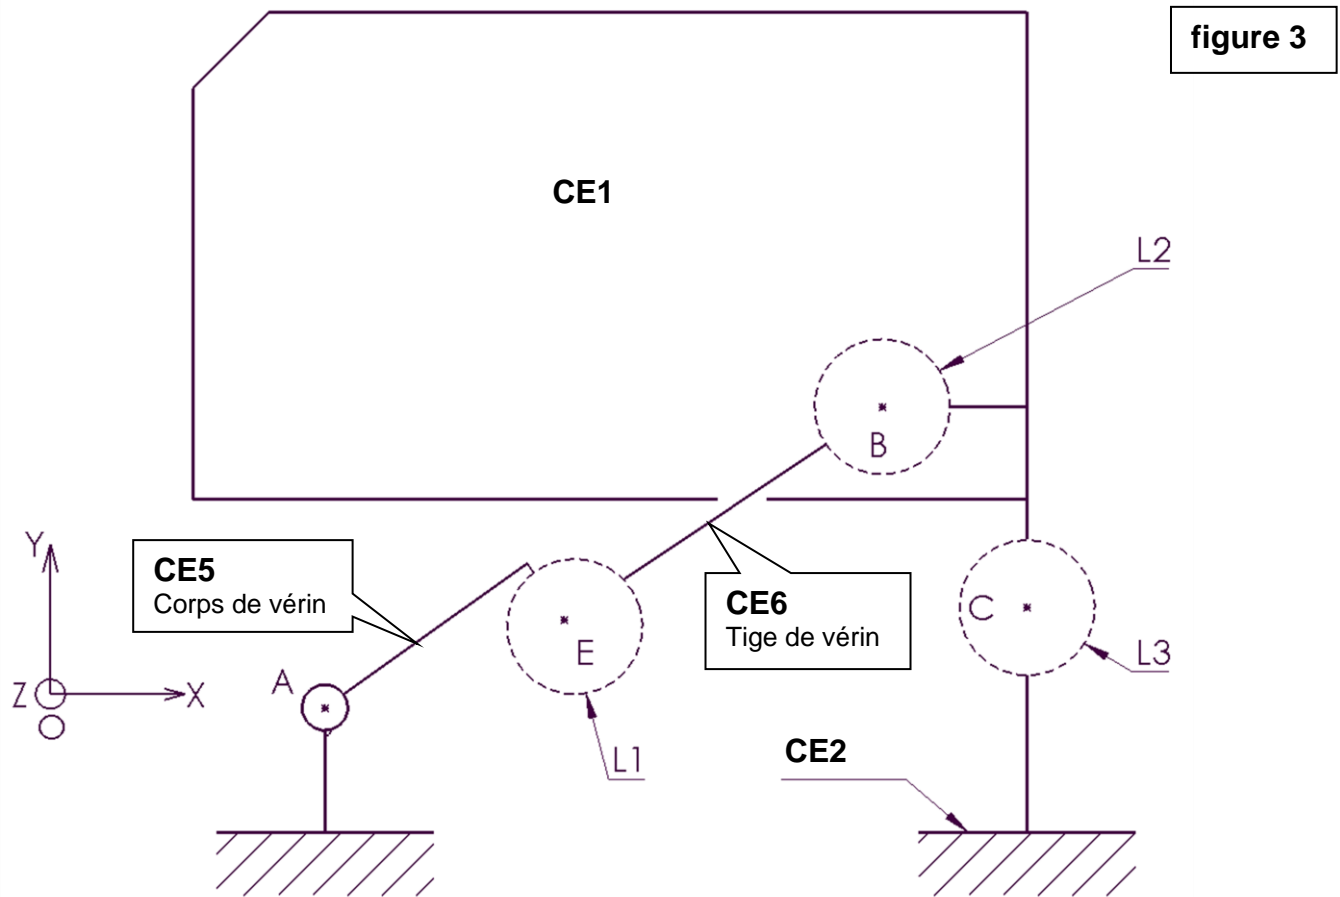 figure 3
CE1
L2
B
Y
CE5
Corps de vérin
CE6
Tige de vérin
C
E
L3
A
Z
X
O
L1
CE2